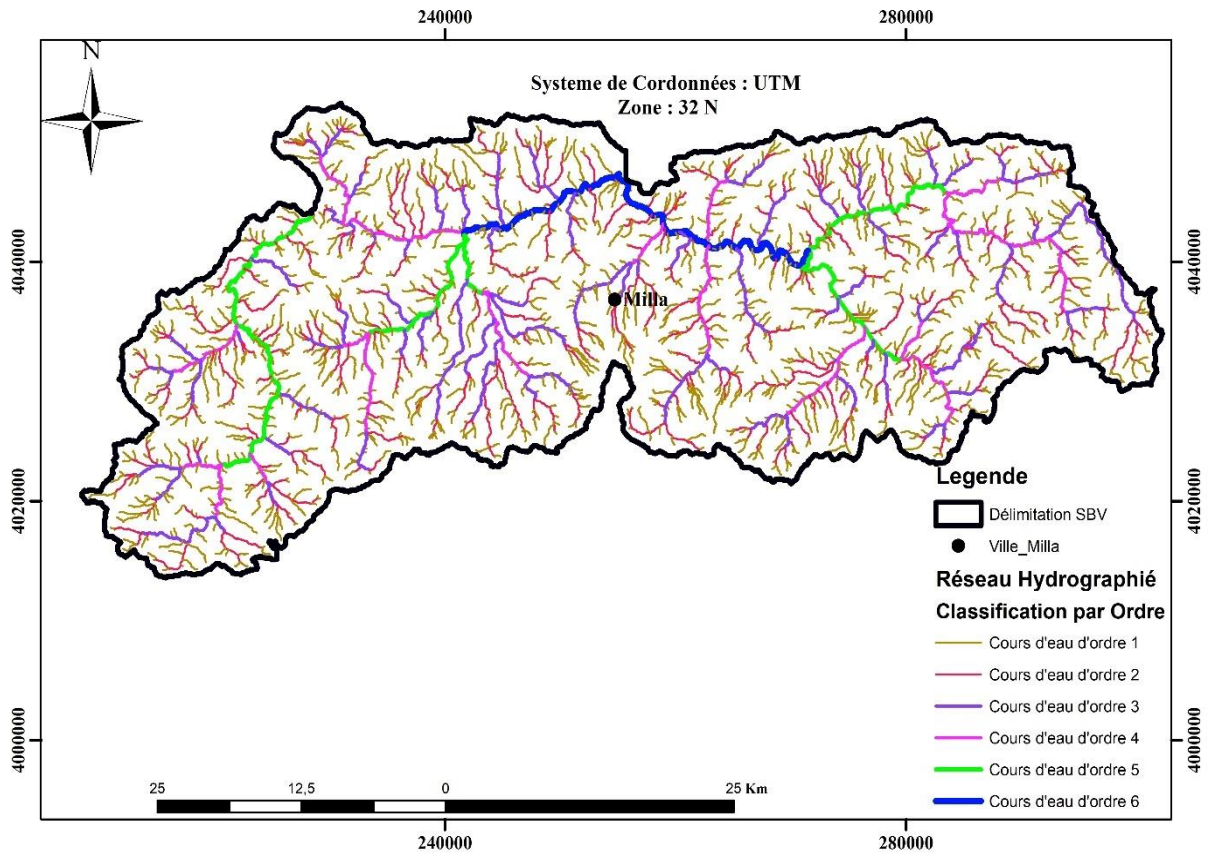 240000
280000
N
Systeme de Cordonnées : UTM
Zone : 32 N
4040000
4040000
Milla
4020000
4020000
Legende
Délimitation SBV
Ville_Milla
Réseau Hydrographié
Classification par Ordre
Cours d'eau d'ordre 1
Cours d'eau d'ordre 2
Cours d'eau d'ordre 3
Cours d'eau d'ordre 4
Cours d'eau d'ordre 5
Cours d'eau d'ordre 6
4000000
4000000
25 12,5 0 25 Km
240000
280000